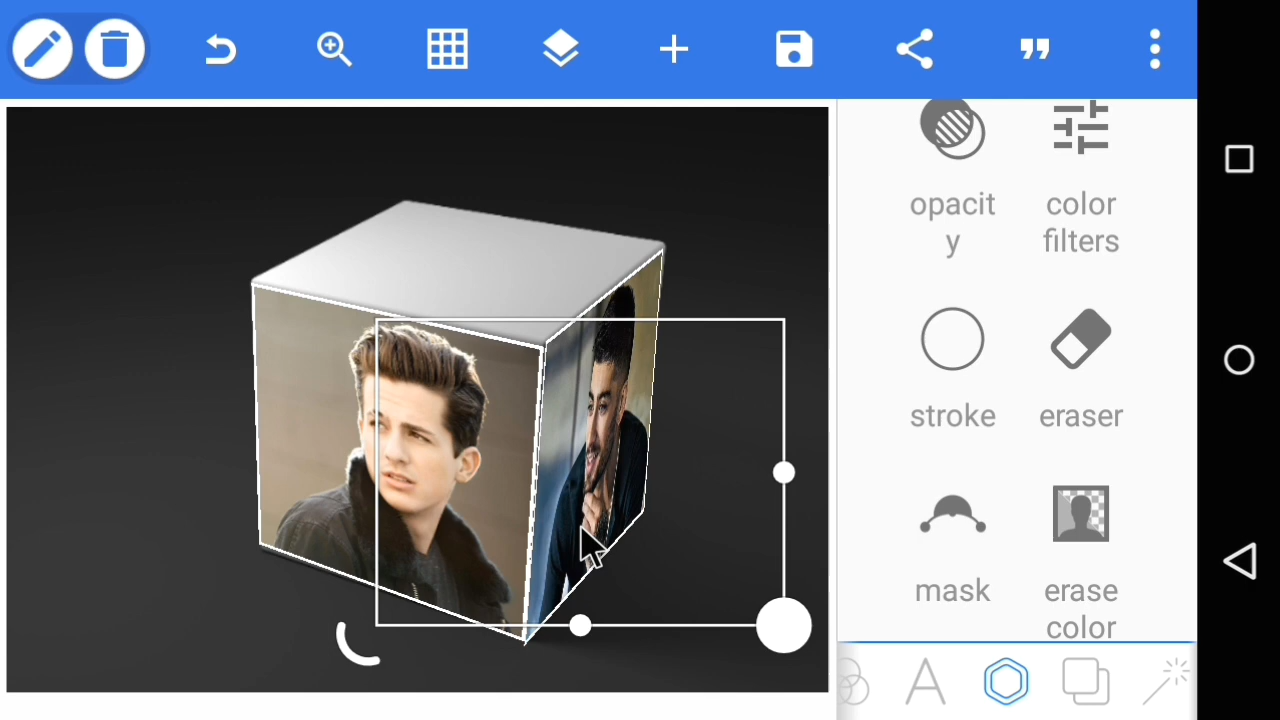 opacit
y
color
filters
stroke
eraser
mask
erase
color